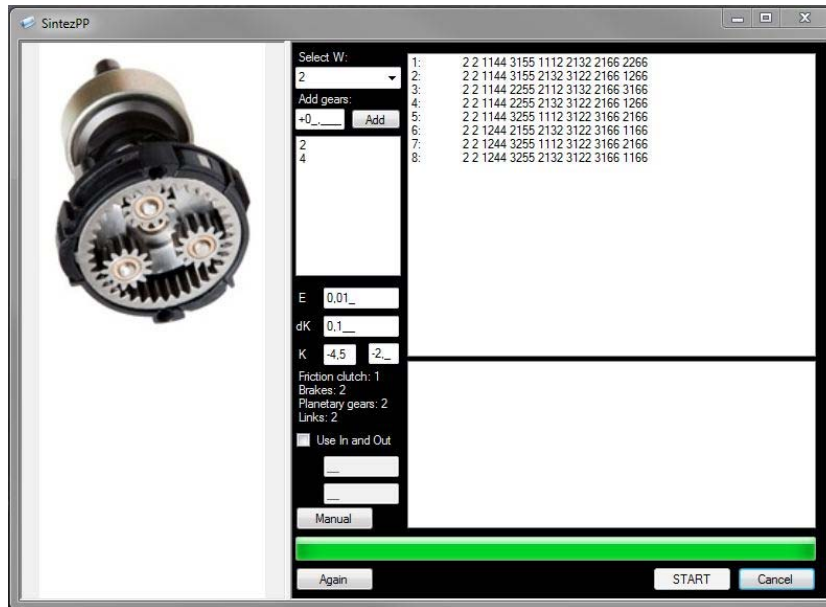 SintezPP
Select W:
2
Add gears:
+0_,___ Add
2
4
E 0,01_
dK 0,1__
K -4,5 -2,_
Friction clutch: 1
Brakes: 2
Planetary gears: 2
Links: 2
Use In and Out
__
__
Manual
1: 2 2 1144 3155 1112 2132 2166 2266
2: 2 2 1144 3155 2132 3122 2166 1266
3: 2 2 1144 2255 2112 3132 2166 3166
4: 2 2 1144 2255 2132 3122 2166 1266
5: 2 2 1144 3255 1112 3122 3166 2166
6: 2 2 1244 2155 2132 3122 3166 1166
7: 2 2 1244 3255 1112 3122 3166 2166
8: 2 2 1244 3255 2132 3122 3166 1166
Again START Cancel